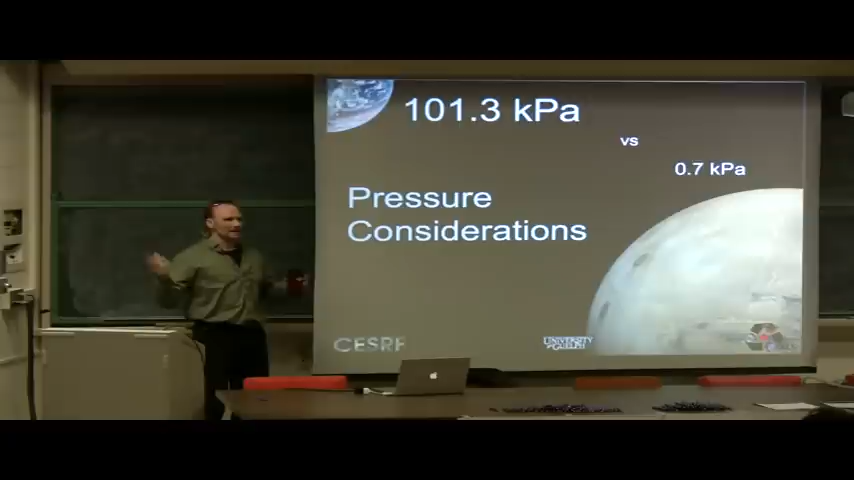 101.3 kPa
vs
0.7 kPa
Pressure
Considerations
CESRF
UNIVERSITY
of GUELPH